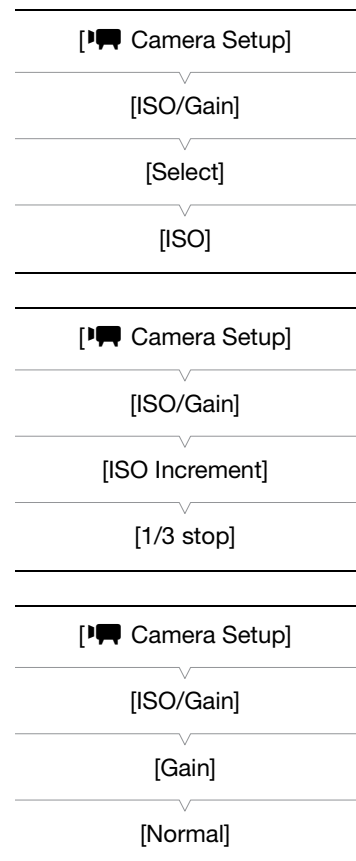 [ Camera Setup]
[ISO/Gain]
[Select]
[ISO]
[ Camera Setup]
[ISO/Gain]
[ISO Increment]
[1/3 stop]
[ Camera Setup]
[ISO/Gain]
[Gain]
[Normal]